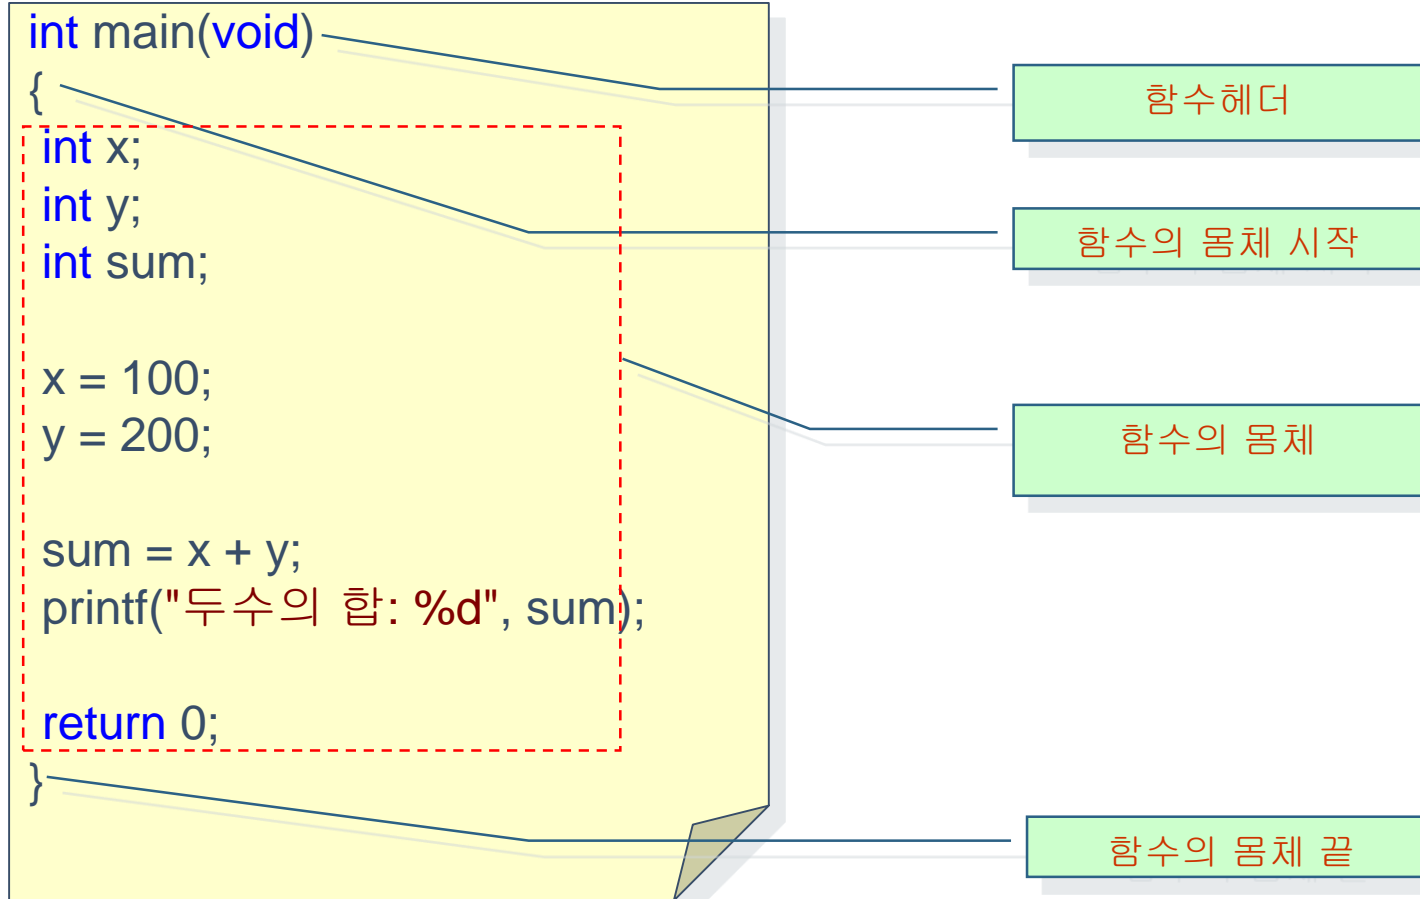 int main(void)
함수헤더
{
int x;
int y;
함수의 몸체 시작
int sum;
x = 100;
y = 200;
함수의 몸체
sum = x + y;
printf("두수의 합: %d", sum);
return 0;
}
함수의 몸체 끝